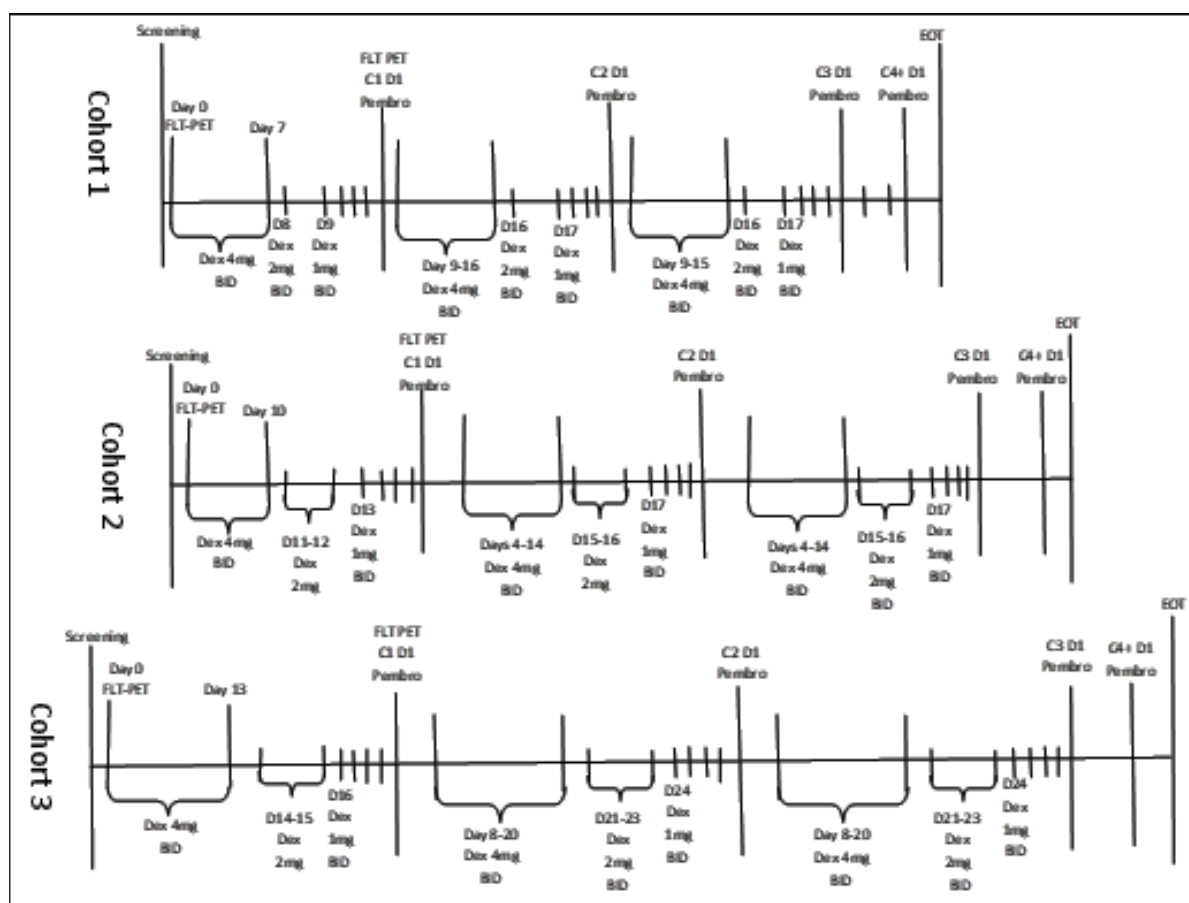 Cohort 1
Screening
Day 0
FLT-PET
Day 7
FLT PET
C1 D1
Pembro
C2 D1
Pembro
C3 D1
Pembro
C4+ D1
Pembro
EOT
Dex 4mg
BID
D8
Dex
2mg
BID
D9
Dex
1mg
BID
Day 9-16
Dex 4mg
BID
D16
Dex
2mg
BID
D17
Dex
1mg
BID
Day 9-15
Dex 4mg
BID
D16
Dex
2mg
BID
D17
Dex
1mg
BID
Cohort 2
Screening
Day 0
FLT-PET
Day 10
FLT PET
C1 D1
Pembro
C2 D1
Pembro
C3 D1
Pembro
C4+ D1
Pembro
EOT
Dex 4mg
BID
D11-12
Dex
2mg
D13
Dex
1mg
BID
Days 4-14
Dex 4mg
BID
D15-16
Dex
2mg
D17
Dex
1mg
BID
Days 4-14
Dex 4mg
BID
D15-16
Dex
2mg
BID
D17
Dex
1mg
BID
Cohort 3
Screening
Day 0
FLT-PET
Day 13
FLT PET
C1 D1
Pembro
C2 D1
Pembro
C3 D1
Pembro
C4+ D1
Pembro
EOT
Dex 4mg
BID
D14-15
Dex
2mg
D16
Dex
1mg
BID
Day 8-20
Dex 4mg
BID
D21-23
Dex
2mg
BID
D24
Dex
1mg
BID
Day 8-20
Dex 4mg
BID
D21-23
Dex
2mg
BID
D24
Dex
1mg
BID